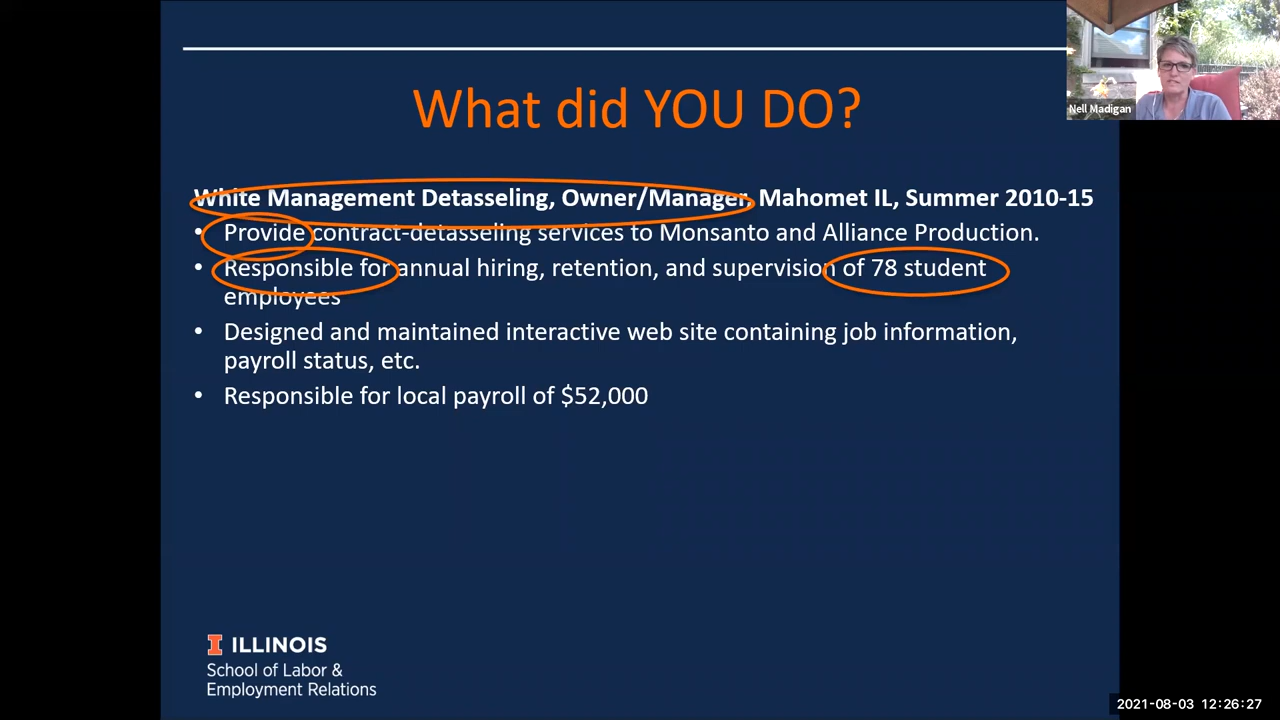 Nell Madigan
What did YOU DO?
White Management Detasseling, Owner/Manager, Mahomet IL, Summer 2010-15
• Provide contract-detasseling services to Monsanto and Alliance Production.
• Responsible for annual hiring, retention, and supervision of 78 student
employees
• Designed and maintained interactive web site containing job information,
payroll status, etc.
• Responsible for local payroll of $52,000
I ILLINOIS
School of Labor &
Employment Relations
2021-08-03 12:26:27